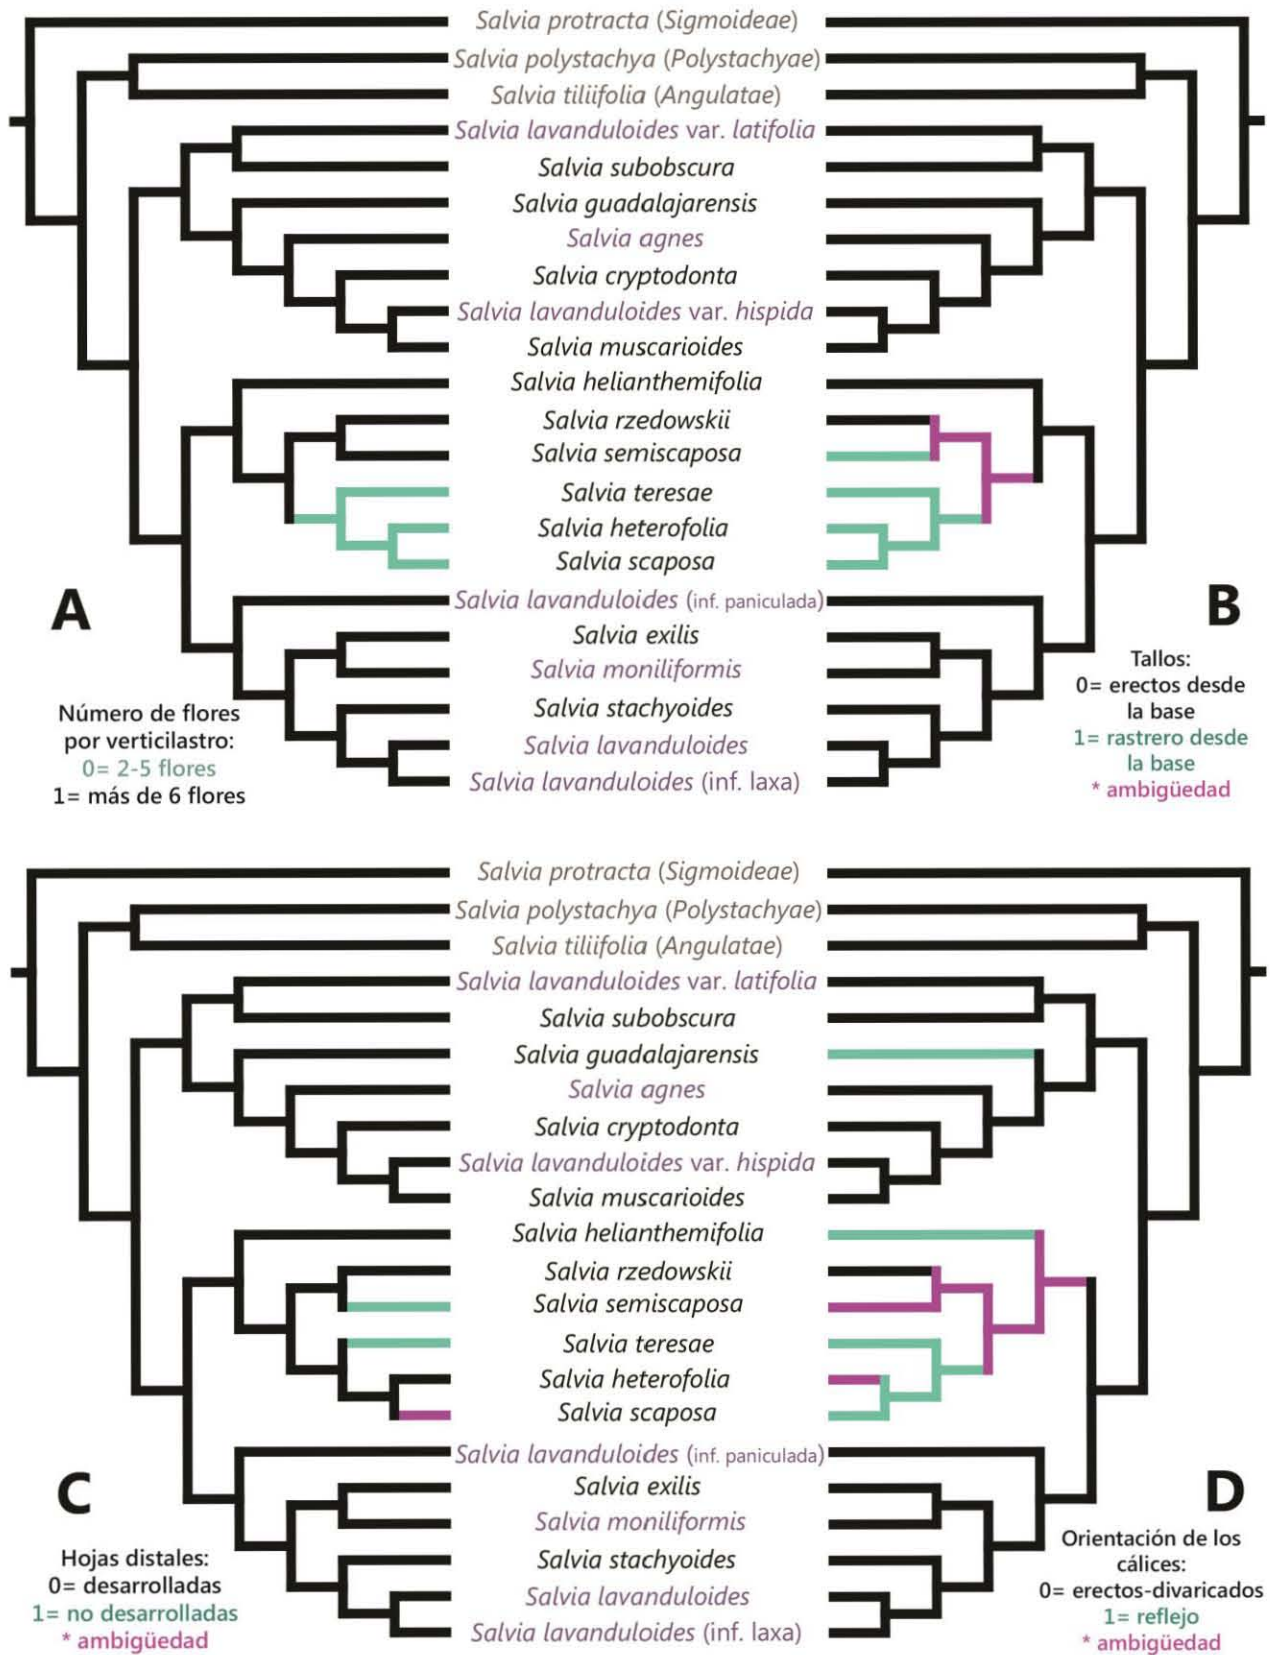 Salvia protracta (Sigmoideae)
Salvia polystachya (Polystachyae)
Salvia tiliifolia (Angulatae)
Salvia lavanduloides var. latifolia
Salvia subobscura
Salvia guadalajarensis
Salvia agnes
Salvia cryptodonta
Salvia lavanduloides var. hispida
Salvia muscarioides
Salvia helianthemifolia
Salvia rzedowskii
Salvia semiscaposa
Salvia teresae
Salvia heterofolia
Salvia scaposa
Salvia lavanduloides (inf. paniculada)
Salvia exilis
Salvia moniliformis
Salvia stachyoides
Salvia lavanduloides
Salvia lavanduloides (inf. laxa)
A
Número de flores
por verticilastro:
0= 2-5 flores
1= más de 6 flores
B
Tallos:
0= erectos desde
la base
1= rastrero desde
la base
* ambigüedad
Salvia protracta (Sigmoideae)
Salvia polystachya (Polystachyae)
Salvia tiliifolia (Angulatae)
Salvia lavanduloides var. latifolia
Salvia subobscura
Salvia guadalajarensis
Salvia agnes
Salvia cryptodonta
Salvia lavanduloides var. hispida
Salvia muscarioides
Salvia helianthemifolia
Salvia rzedowskii
Salvia semiscaposa
Salvia teresae
Salvia heterofolia
Salvia scaposa
Salvia lavanduloides (inf. paniculada)
Salvia exilis
Salvia moniliformis
Salvia stachyoides
Salvia lavanduloides
Salvia lavanduloides (inf. laxa)
C
Hojas distales:
0= desarrolladas
1= no desarrolladas
* ambigüedad
D
Orientación de los
cálices:
0= erectos-divaricados
1= reflejo
* ambigüedad